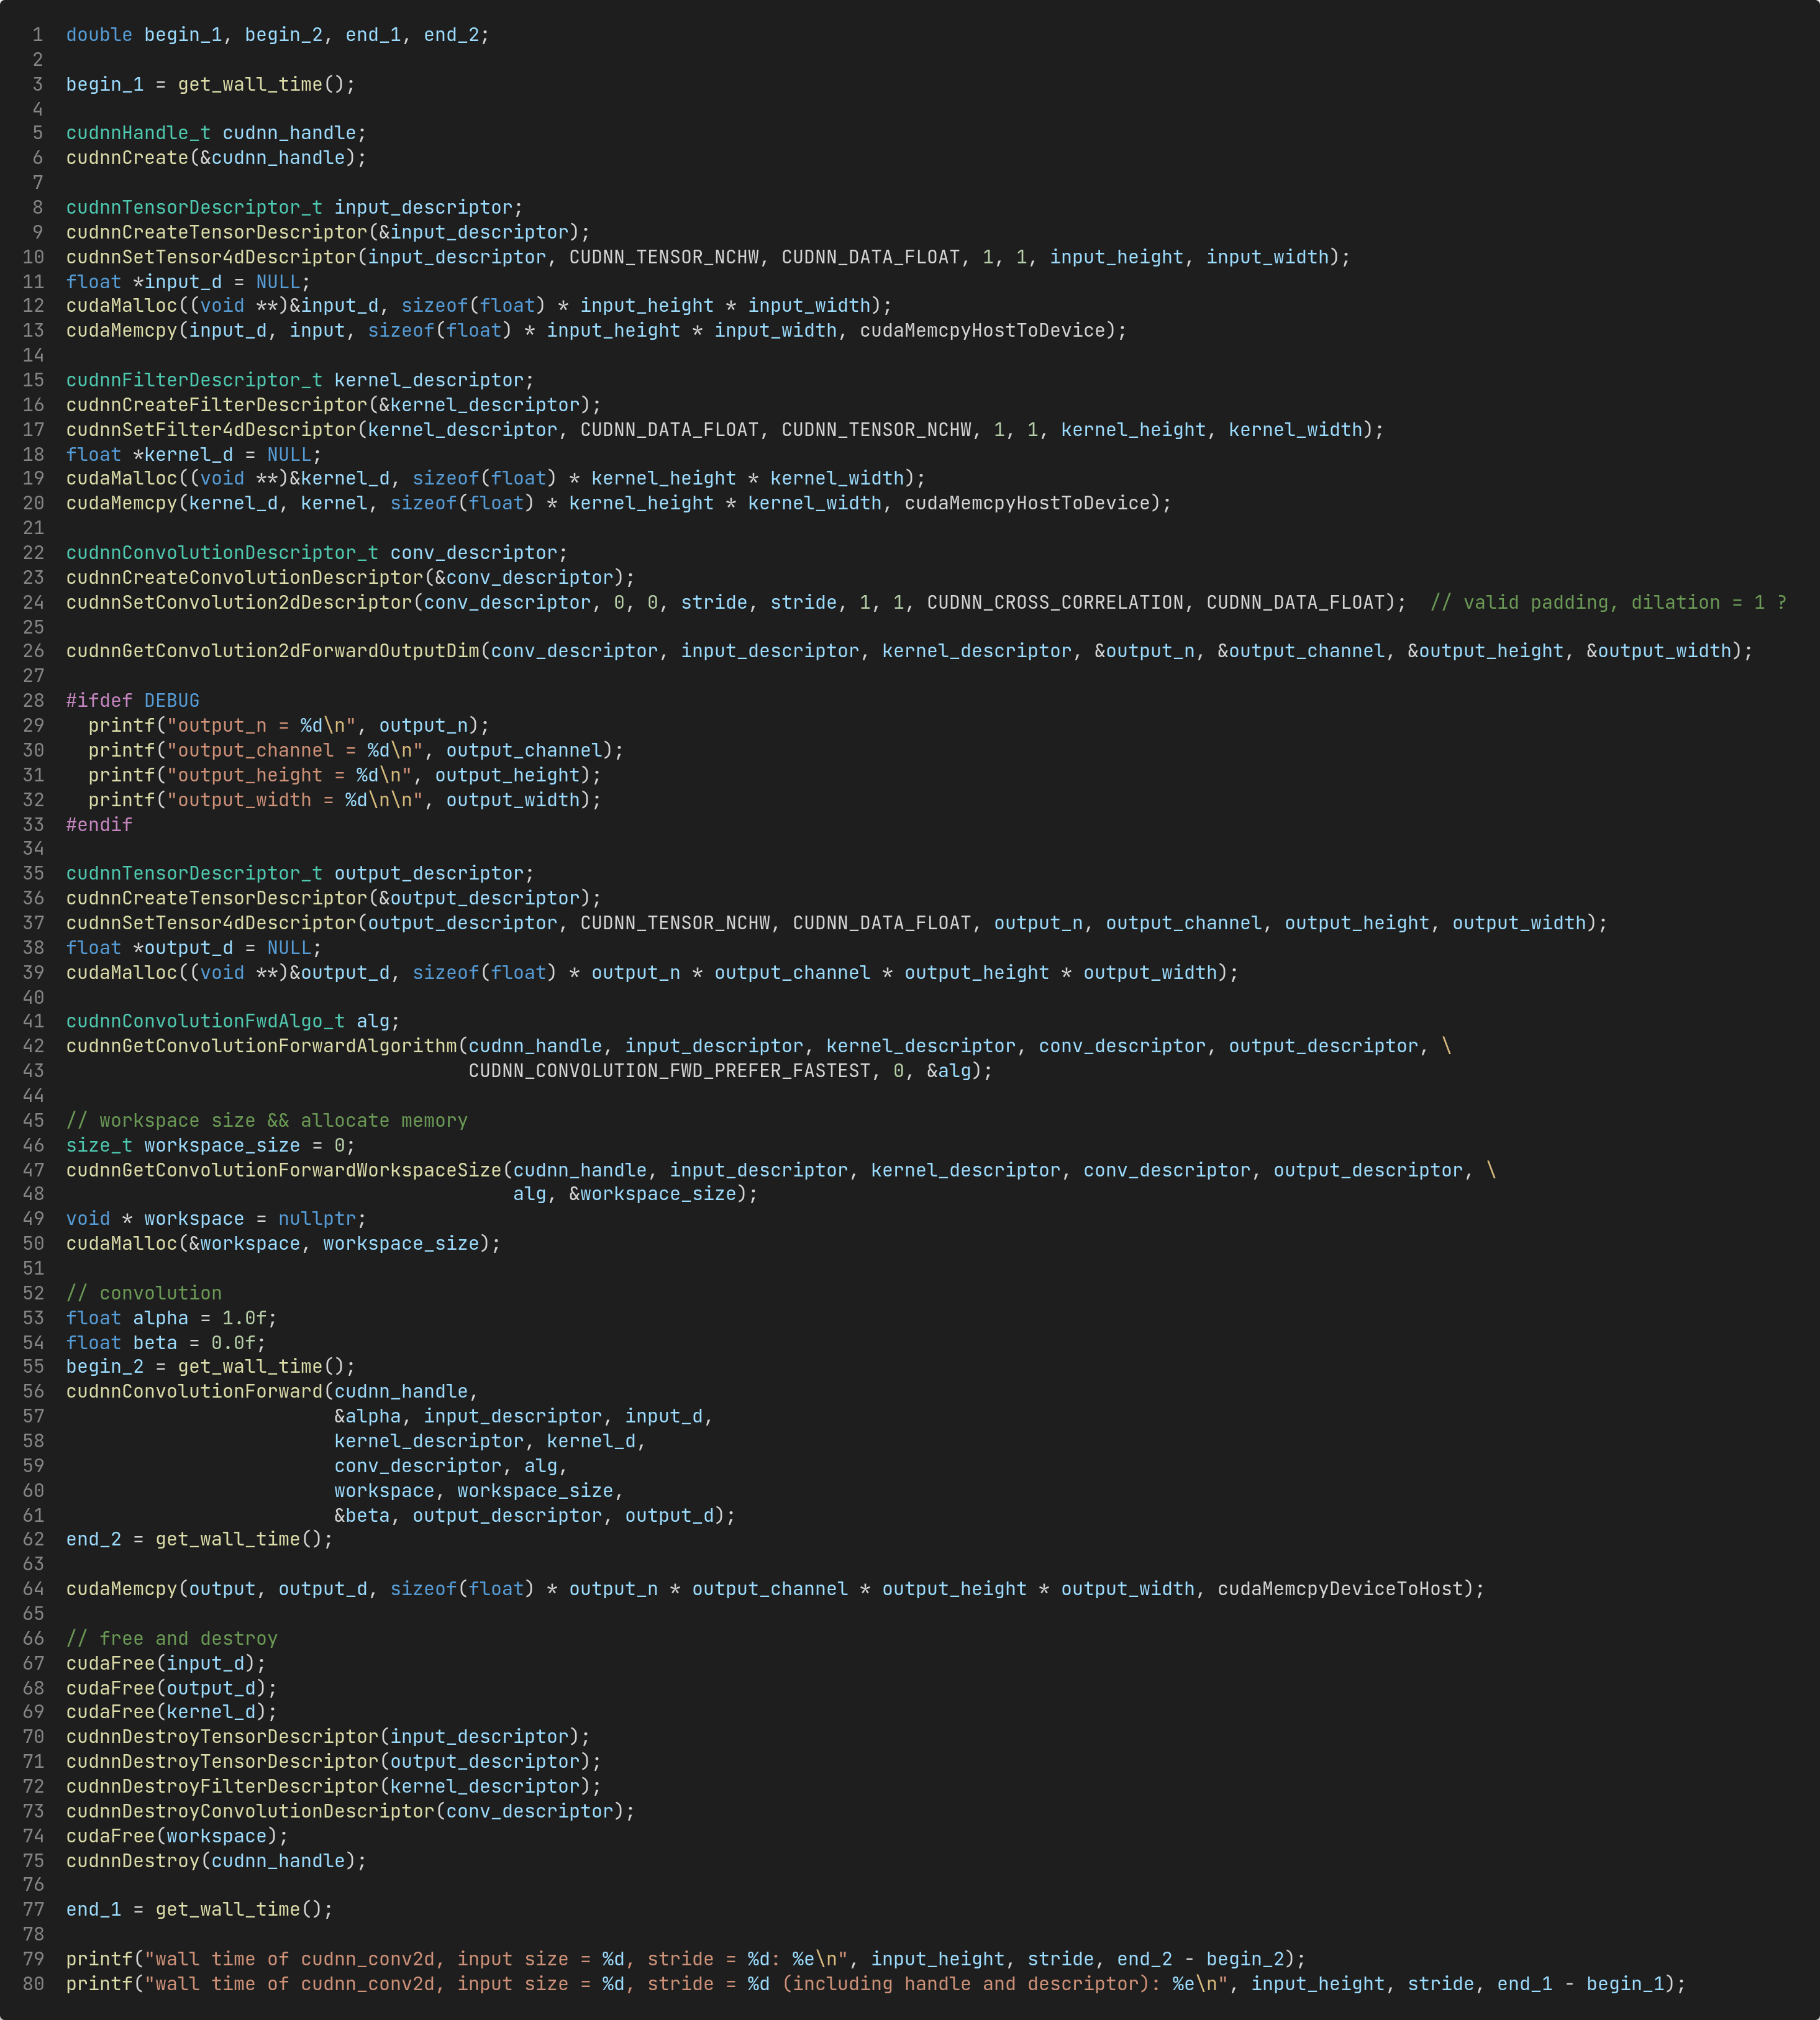 1 double begin_1, begin_2, end_1, end_2;
2
3 begin_1 = get_wall_time();
4
5 cudnnHandle_t cudnn_handle;
6 cudnnCreate(&cudnn_handle);
7
8 cudnnTensorDescriptor_t input_descriptor;
9 cudnnCreateTensorDescriptor(&input_descriptor);
10 cudnnSetTensor4dDescriptor(input_descriptor, CUDNN_TENSOR_NCHW, CUDNN_DATA_FLOAT, 1, 1, input_height, input_width);
11 float *input_d = NULL;
12 cudaMalloc((void **)&input_d, sizeof(float) * input_height * input_width);
13 cudaMemcpy(input_d, input, sizeof(float) * input_height * input_width, cudaMemcpyHostToDevice);
14
15 cudnnFilterDescriptor_t kernel_descriptor;
16 cudnnCreateFilterDescriptor(&kernel_descriptor);
17 cudnnSetFilter4dDescriptor(kernel_descriptor, CUDNN_DATA_FLOAT, CUDNN_TENSOR_NCHW, 1, 1, kernel_height, kernel_width);
18 float *kernel_d = NULL;
19 cudaMalloc((void **)&kernel_d, sizeof(float) * kernel_height * kernel_width);
20 cudaMemcpy(kernel_d, kernel, sizeof(float) * kernel_height * kernel_width, cudaMemcpyHostToDevice);
21
22 cudnnConvolutionDescriptor_t conv_descriptor;
23 cudnnCreateConvolutionDescriptor(&conv_descriptor);
24 cudnnSetConvolution2dDescriptor(conv_descriptor, 0, 0, stride, stride, 1, 1, CUDNN_CROSS_CORRELATION, CUDNN_DATA_FLOAT);  // valid padding, dilation = 1 ?
25
26 cudnnGetConvolution2dForwardOutputDim(conv_descriptor, input_descriptor, kernel_descriptor, &output_n, &output_channel, &output_height, &output_width);
27
28 #ifdef DEBUG
29   printf("output_n = %d\n", output_n);
30   printf("output_channel = %d\n", output_channel);
31   printf("output_height = %d\n", output_height);
32   printf("output_width = %d\n\n", output_width);
33 #endif
34
35 cudnnTensorDescriptor_t output_descriptor;
36 cudnnCreateTensorDescriptor(&output_descriptor);
37 cudnnSetTensor4dDescriptor(output_descriptor, CUDNN_TENSOR_NCHW, CUDNN_DATA_FLOAT, output_n, output_channel, output_height, output_width);
38 float *output_d = NULL;
39 cudaMalloc((void **)&output_d, sizeof(float) * output_n * output_channel * output_height * output_width);
40
41 cudnnConvolutionFwdAlgo_t alg;
42 cudnnGetConvolutionForwardAlgorithm(cudnn_handle, input_descriptor, kernel_descriptor, conv_descriptor, output_descriptor, \
43                                     CUDNN_CONVOLUTION_FWD_PREFER_FASTEST, 0, &alg);
44
45 // workspace size && allocate memory
46 size_t workspace_size = 0;
47 cudnnGetConvolutionForwardWorkspaceSize(cudnn_handle, input_descriptor, kernel_descriptor, conv_descriptor, output_descriptor, \
48                                         alg, &workspace_size);
49 void * workspace = nullptr;
50 cudaMalloc(&workspace, workspace_size);
51
52 // convolution
53 float alpha = 1.0f;
54 float beta = 0.0f;
55 begin_2 = get_wall_time();
56 cudnnConvolutionForward(cudnn_handle,
57                         &alpha, input_descriptor, input_d,
58                         kernel_descriptor, kernel_d,
59                         conv_descriptor, alg,
60                         workspace, workspace_size,
61                         &beta, output_descriptor, output_d);
62 end_2 = get_wall_time();
63
64 cudaMemcpy(output, output_d, sizeof(float) * output_n * output_channel * output_height * output_width, cudaMemcpyDeviceToHost);
65
66 // free and destroy
67 cudaFree(input_d);
68 cudaFree(output_d);
69 cudaFree(kernel_d);
70 cudnnDestroyTensorDescriptor(input_descriptor);
71 cudnnDestroyTensorDescriptor(output_descriptor);
72 cudnnDestroyFilterDescriptor(kernel_descriptor);
73 cudnnDestroyConvolutionDescriptor(conv_descriptor);
74 cudaFree(workspace);
75 cudnnDestroy(cudnn_handle);
76
77 end_1 = get_wall_time();
78
79 printf("wall time of cudnn_conv2d, input size = %d, stride = %d: %e\n", input_height, stride, end_2 - begin_2);
80 printf("wall time of cudnn_conv2d, input size = %d, stride = %d (including handle and descriptor): %e\n", input_height, stride, end_1 - begin_1);